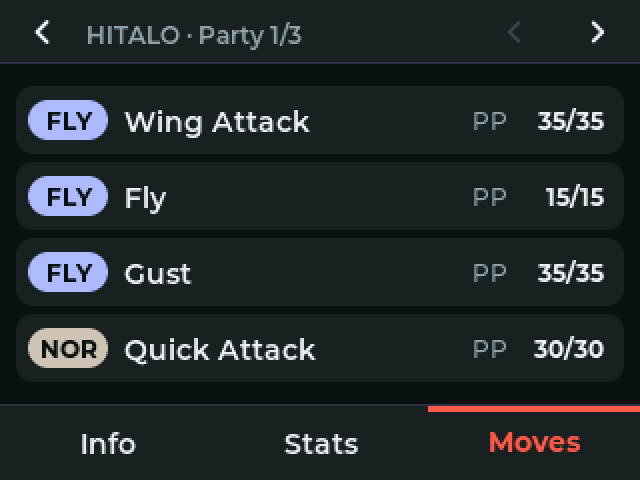 HITALO · Party 1/3
FLY Wing Attack PP 35/35
FLY Fly PP 15/15
FLY Gust PP 35/35
NOR Quick Attack PP 30/30
Info Stats Moves